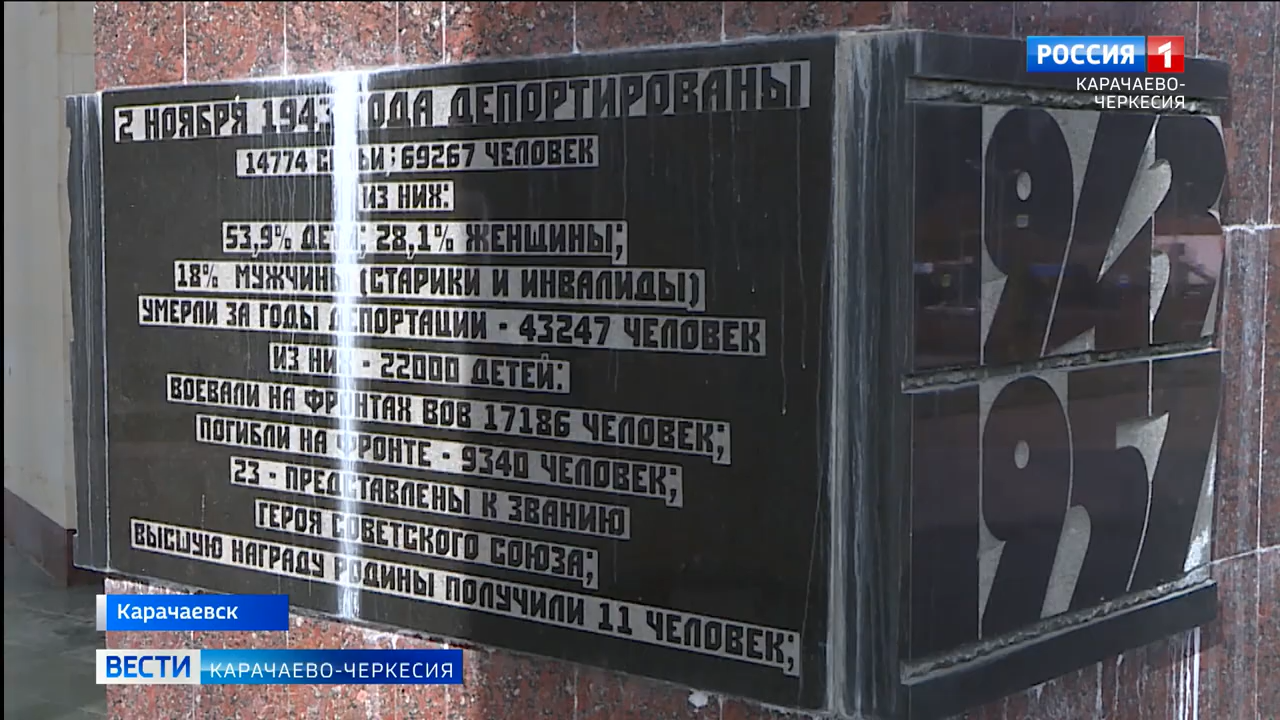 РОССИЯ 1
КАРАЧАЕВО-
ЧЕРКЕСИЯ
2 НОЯБРЯ 1943 ГОДА ДЕПОРТИРОВАНЫ
14774 СЕМЬИ; 69267 ЧЕЛОВЕК
ИЗ НИХ:
53,9% ДЕТИ; 28,1% ЖЕНЩИНЫ;
18% МУЖЧИНЫ (СТАРИКИ И ИНВАЛИДЫ)
УМЕРЛИ ЗА ГОДЫ ДЕПОРТАЦИИ - 43247 ЧЕЛОВЕК
ИЗ НИХ - 22000 ДЕТЕЙ:
ВОЕВАЛИ НА ФРОНТАХ ВОВ 17186 ЧЕЛОВЕК;
ПОГИБЛИ НА ФРОНТЕ - 9340 ЧЕЛОВЕК;
23 - ПРЕДСТАВЛЕНЫ К ЗВАНИЮ
ГЕРОЯ СОВЕТСКОГО СОЮЗА;
ВЫСШУЮ НАГРАДУ РОДИНЫ ПОЛУЧИЛИ 11 ЧЕЛОВЕК;
1943
1957
Карачаевск
ВЕСТИ КАРАЧАЕВО-ЧЕРКЕСИЯ